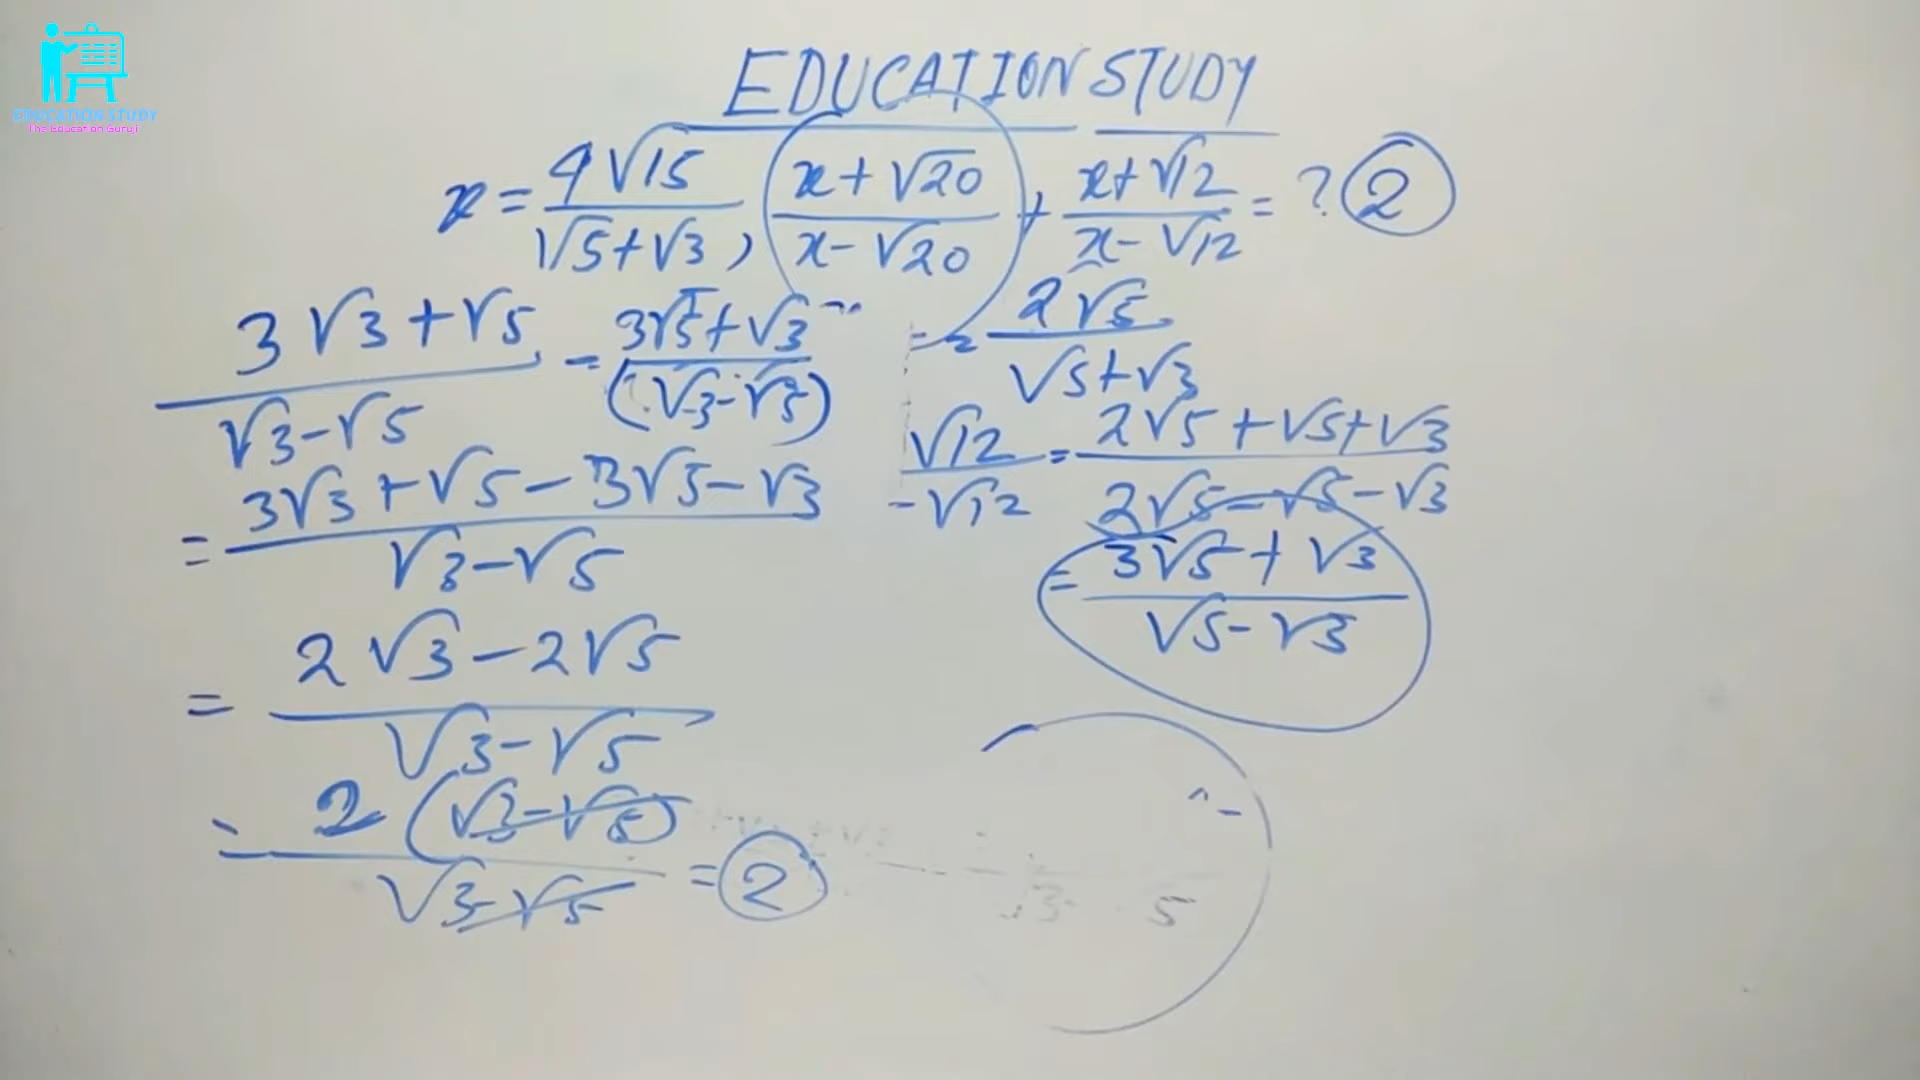 EDUCATION STUDY
The Education Guruji
EDUCATION STUDY
x = 4√15 / √5+√3 , x+√20 / x-√20 + x+√12 / x-√12 = ? 2
3√3+√5 / √3-√5 - 3√5+√3 / (√3-√5)
= 3√3+√5-3√5-√3 / √3-√5
= 2√3-2√5 / √3-√5
2(√3-√5) / √3-√5 = 2
= 2√5 / √5+√3
√12 / -√12 = 2√5+√5+√3 / 2√5-√5-√3
= 3√5+√3 / √5-√3